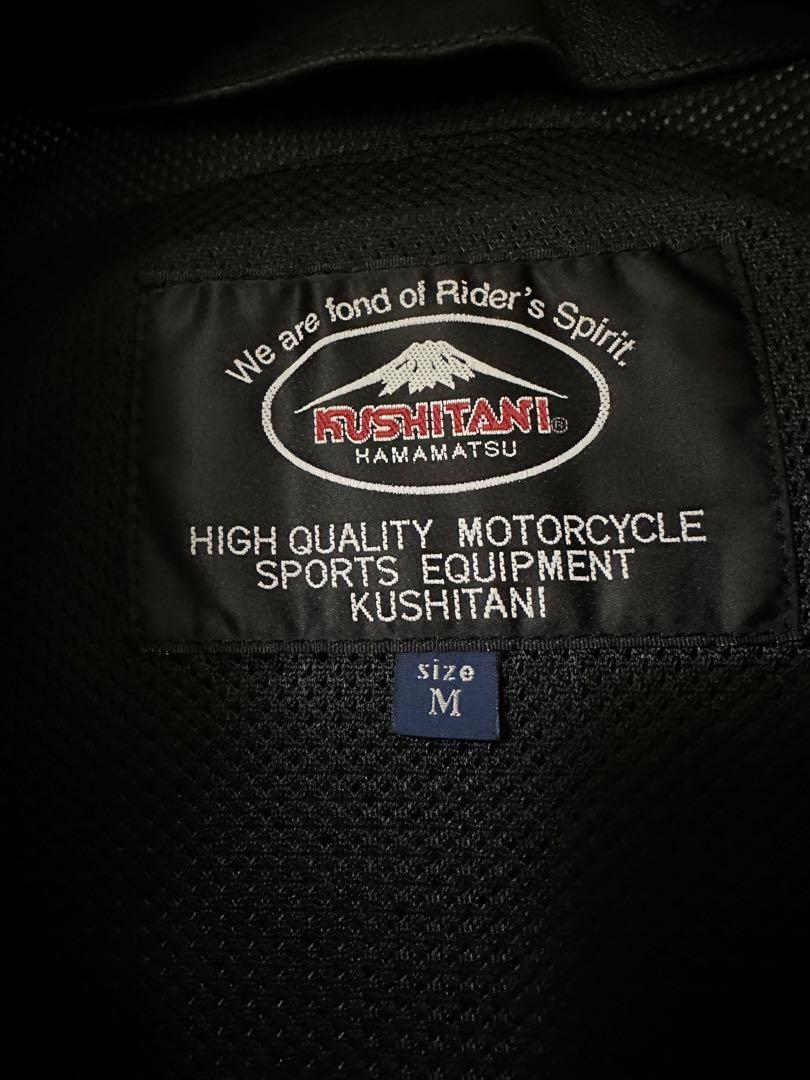 We are fond of Rider's Spirit.
KUSHITANI®
HAMAMATSU
HIGH QUALITY MOTORCYCLE
SPORTS EQUIPMENT
KUSHITANI
size
M